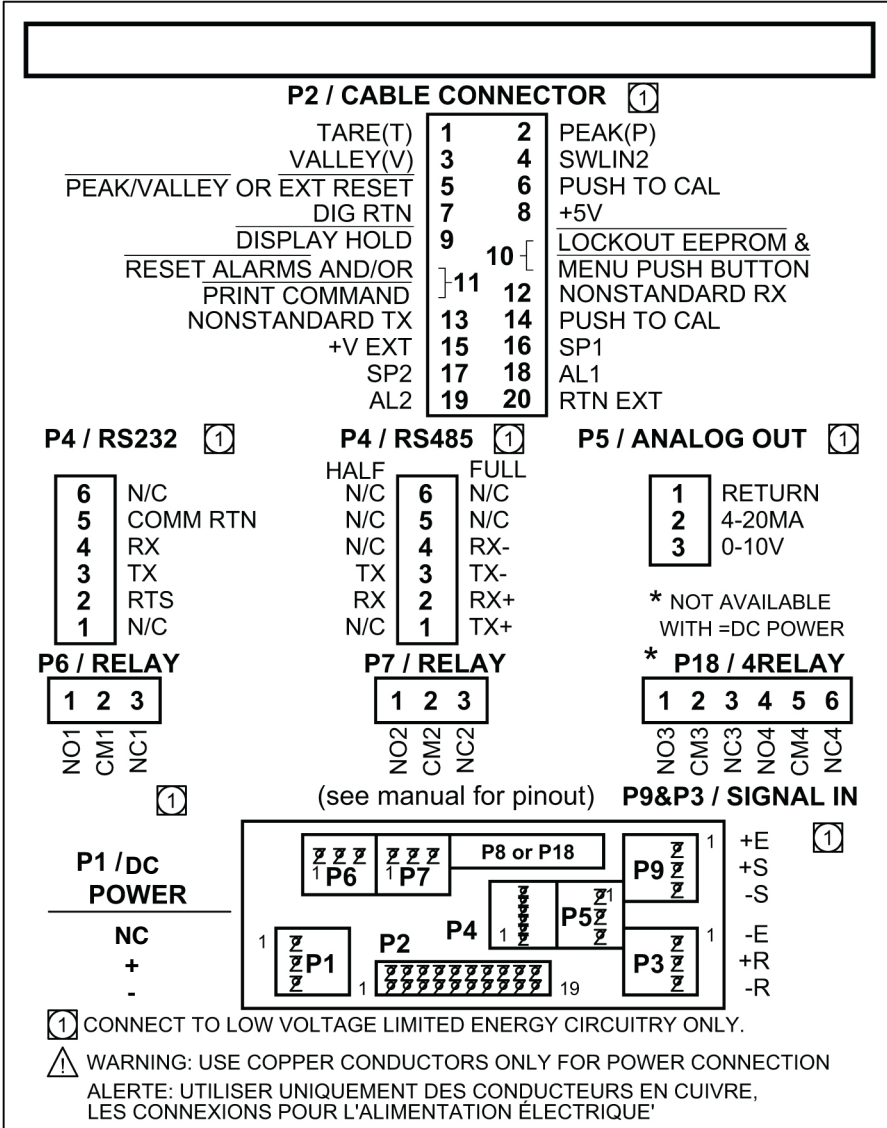 P2 / CABLE CONNECTOR 1
TARE(T) 1 2 PEAK(P)
VALLEY(V) 3 4 SWLIN2
PEAK/VALLEY OR EXT RESET 5 6 PUSH TO CAL
DIG RTN 7 8 +5V
DISPLAY HOLD 9 10 LOCKOUT EEPROM &
MENU PUSH BUTTON
RESET ALARMS AND/OR
PRINT COMMAND 11 12 NONSTANDARD RX
NONSTANDARD TX 13 14 PUSH TO CAL
+V EXT 15 16 SP1
SP2 17 18 AL1
AL2 19 20 RTN EXT
P4 / RS232 1
6 N/C
5 COMM RTN
4 RX
3 TX
2 RTS
1 N/C
P4 / RS485 1
HALF FULL
N/C 6 N/C
N/C 5 N/C
N/C 4 RX-
TX 3 TX-
RX 2 RX+
N/C 1 TX+
P5 / ANALOG OUT 1
1 RETURN
2 4-20MA
3 0-10V
* NOT AVAILABLE
WITH =DC POWER
P6 / RELAY
1 2 3
NO1 CM1 NC1
P7 / RELAY
1 2 3
NO2 CM2 NC2
* P18 / 4RELAY
1 2 3 4 5 6
NO3 CM3 NC3 NO4 CM4 NC4
1
(see manual for pinout)
P9&P3 / SIGNAL IN
1
P1 / DC
POWER
NC
+
-
1 P6 1 P7 P8 or P18
P9 1
P4 1 P5 1
P3 1
1 P1
P2
1 19
+E
+S
-S
-E
+R
-R
1 CONNECT TO LOW VOLTAGE LIMITED ENERGY CIRCUITRY ONLY.
! WARNING: USE COPPER CONDUCTORS ONLY FOR POWER CONNECTION
ALERTE: UTILISER UNIQUEMENT DES CONDUCTEURS EN CUIVRE,
LES CONNEXIONS POUR L'ALIMENTATION ÉLECTRIQUE'